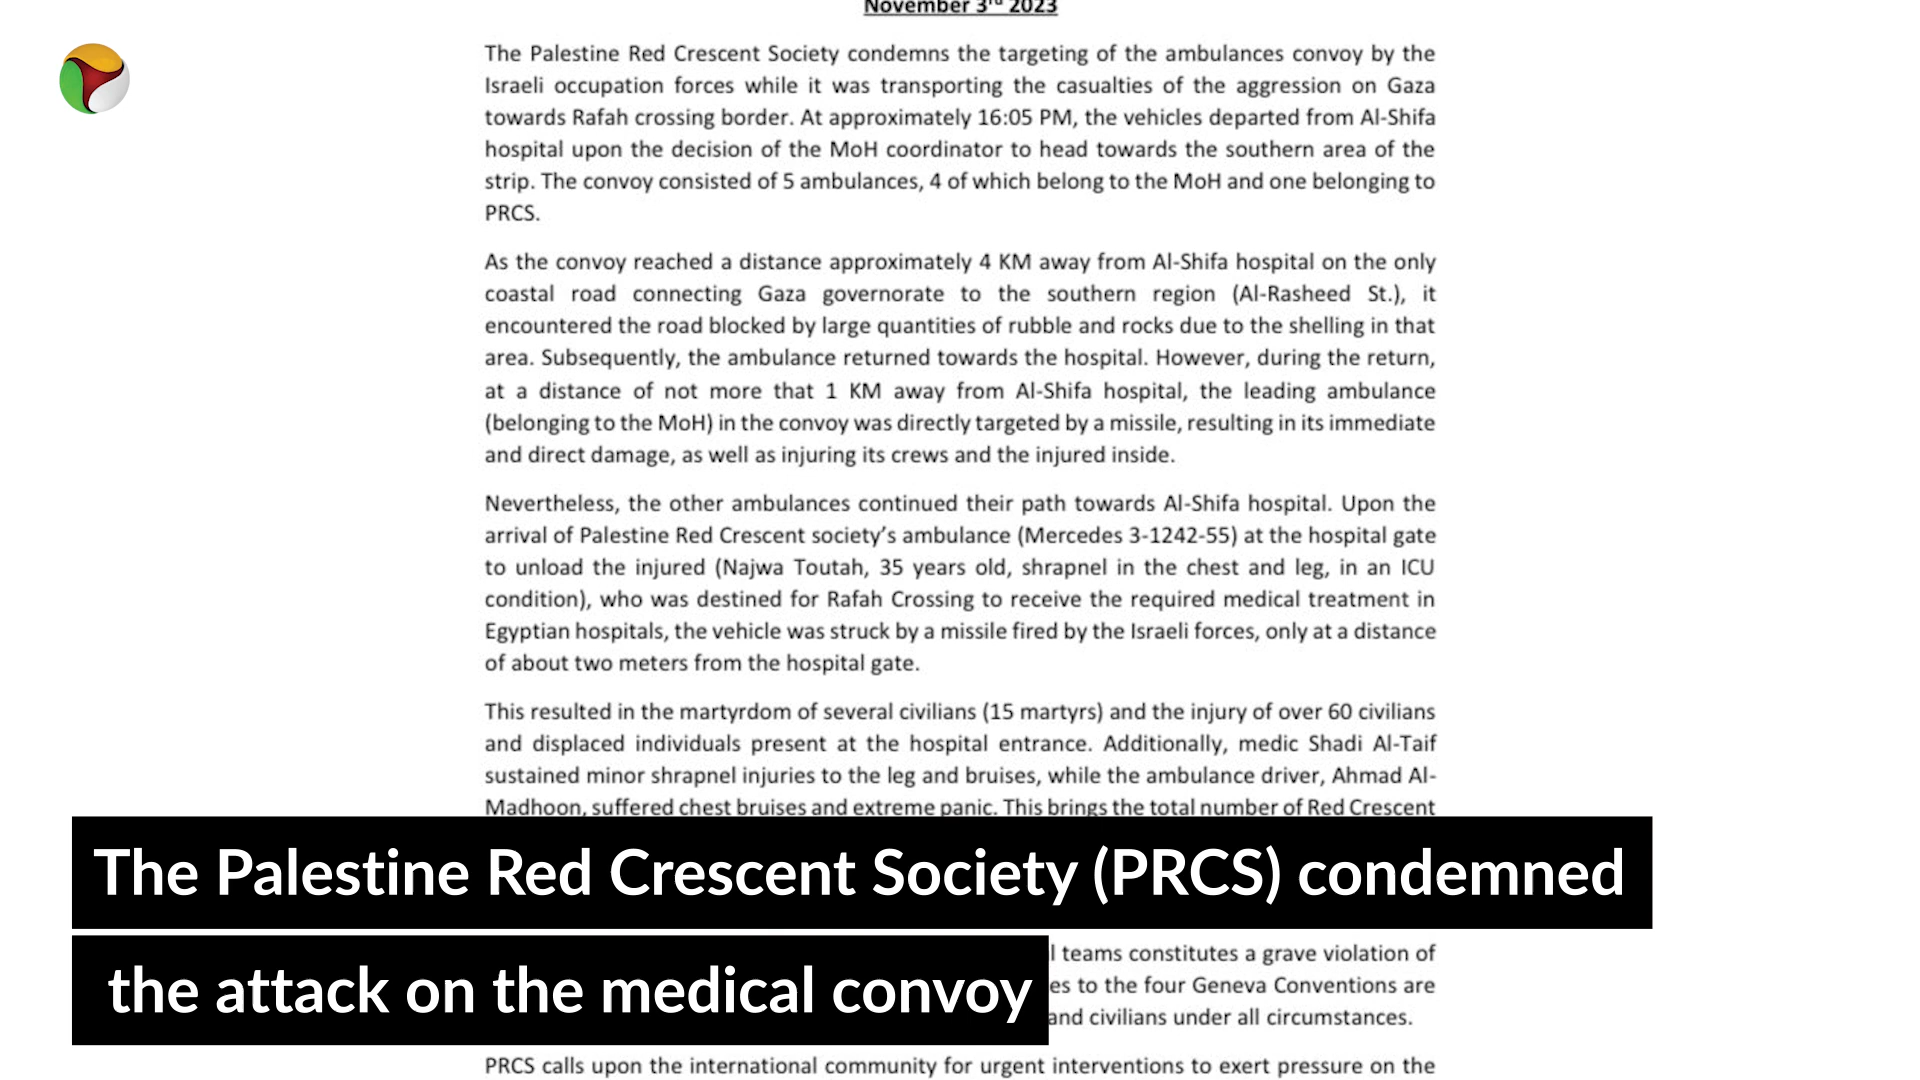 November 3rd 2023
The Palestine Red Crescent Society condemns the targeting of the ambulances convoy by the
Israeli occupation forces while it was transporting the casualties of the aggression on Gaza
towards Rafah crossing border. At approximately 16:05 PM, the vehicles departed from Al-Shifa
hospital upon the decision of the MoH coordinator to head towards the southern area of the
strip. The convoy consisted of 5 ambulances, 4 of which belong to the MoH and one belonging to
PRCS.
As the convoy reached a distance approximately 4 KM away from Al-Shifa hospital on the only
coastal road connecting Gaza governorate to the southern region (Al-Rasheed St.), it
encountered the road blocked by large quantities of rubble and rocks due to the shelling in that
area. Subsequently, the ambulance returned towards the hospital. However, during the return,
at a distance of not more that 1 KM away from Al-Shifa hospital, the leading ambulance
(belonging to the MoH) in the convoy was directly targeted by a missile, resulting in its immediate
and direct damage, as well as injuring its crews and the injured inside.
Nevertheless, the other ambulances continued their path towards Al-Shifa hospital. Upon the
arrival of Palestine Red Crescent society's ambulance (Mercedes 3-1242-55) at the hospital gate
to unload the injured (Najwa Toutah, 35 years old, shrapnel in the chest and leg, in an ICU
condition), who was destined for Rafah Crossing to receive the required medical treatment in
Egyptian hospitals, the vehicle was struck by a missile fired by the Israeli forces, only at a distance
of about two meters from the hospital gate.
This resulted in the martyrdom of several civilians (15 martyrs) and the injury of over 60 civilians
and displaced individuals present at the hospital entrance. Additionally, medic Shadi Al-Taif
sustained minor shrapnel injuries to the leg and bruises, while the ambulance driver, Ahmad Al-
Madhoon, suffered chest bruises and extreme panic. This brings the total number of Red Crescent
The Palestine Red Crescent Society (PRCS) condemned
the attack on the medical convoy
teams constitutes a grave violation of
to the four Geneva Conventions are
and civilians under all circumstances.
PRCS calls upon the international community for urgent interventions to exert pressure on the